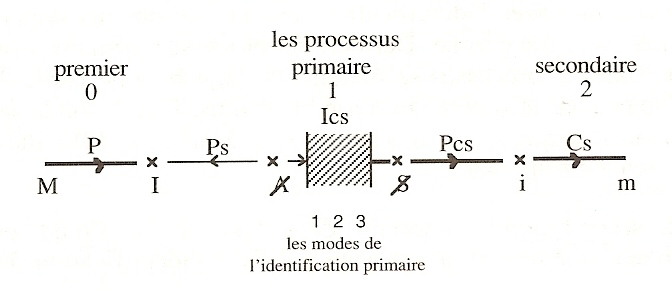 les processus
premier primaire secondaire
0 1 2
Ics
P Ps Pcs Cs
M I A S i m
1 2 3
les modes de
l'identification primaire